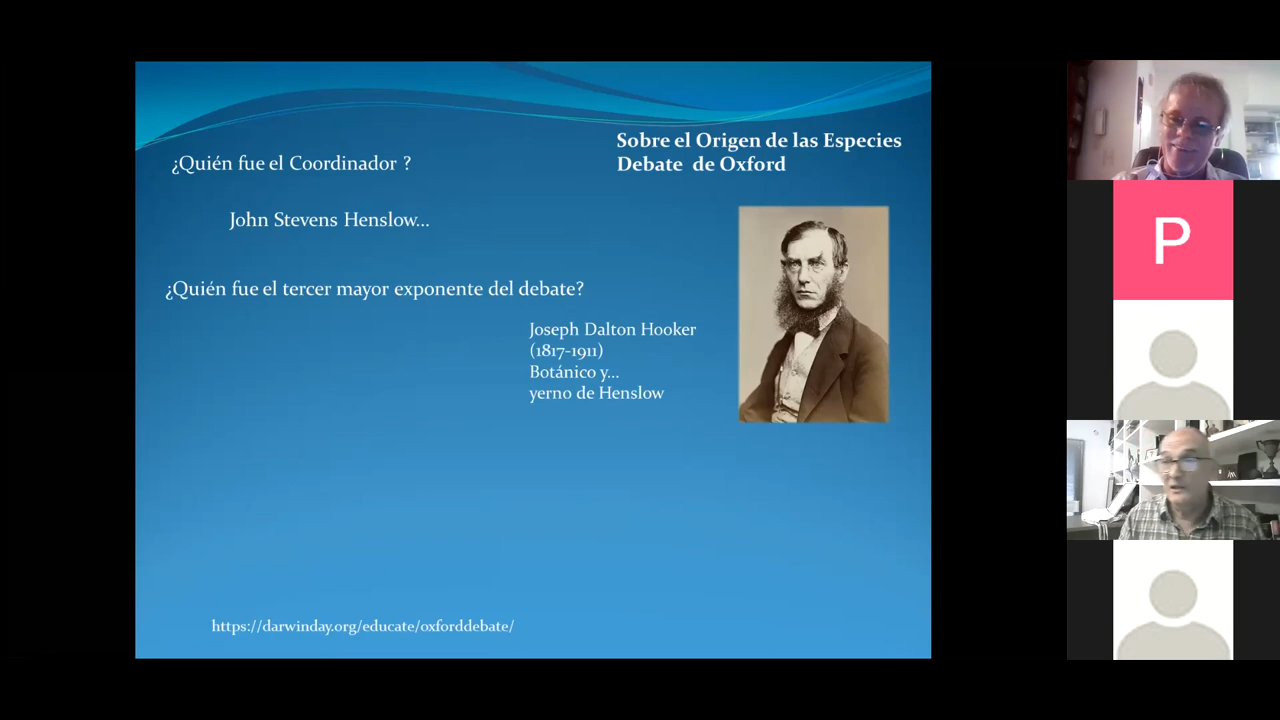 Sobre el Origen de las Especies
Debate de Oxford
¿Quién fue el Coordinador ?
John Stevens Henslow...
¿Quién fue el tercer mayor exponente del debate?
Joseph Dalton Hooker
(1817-1911)
Botánico y...
yerno de Henslow
https://darwinday.org/educate/oxforddebate/
P